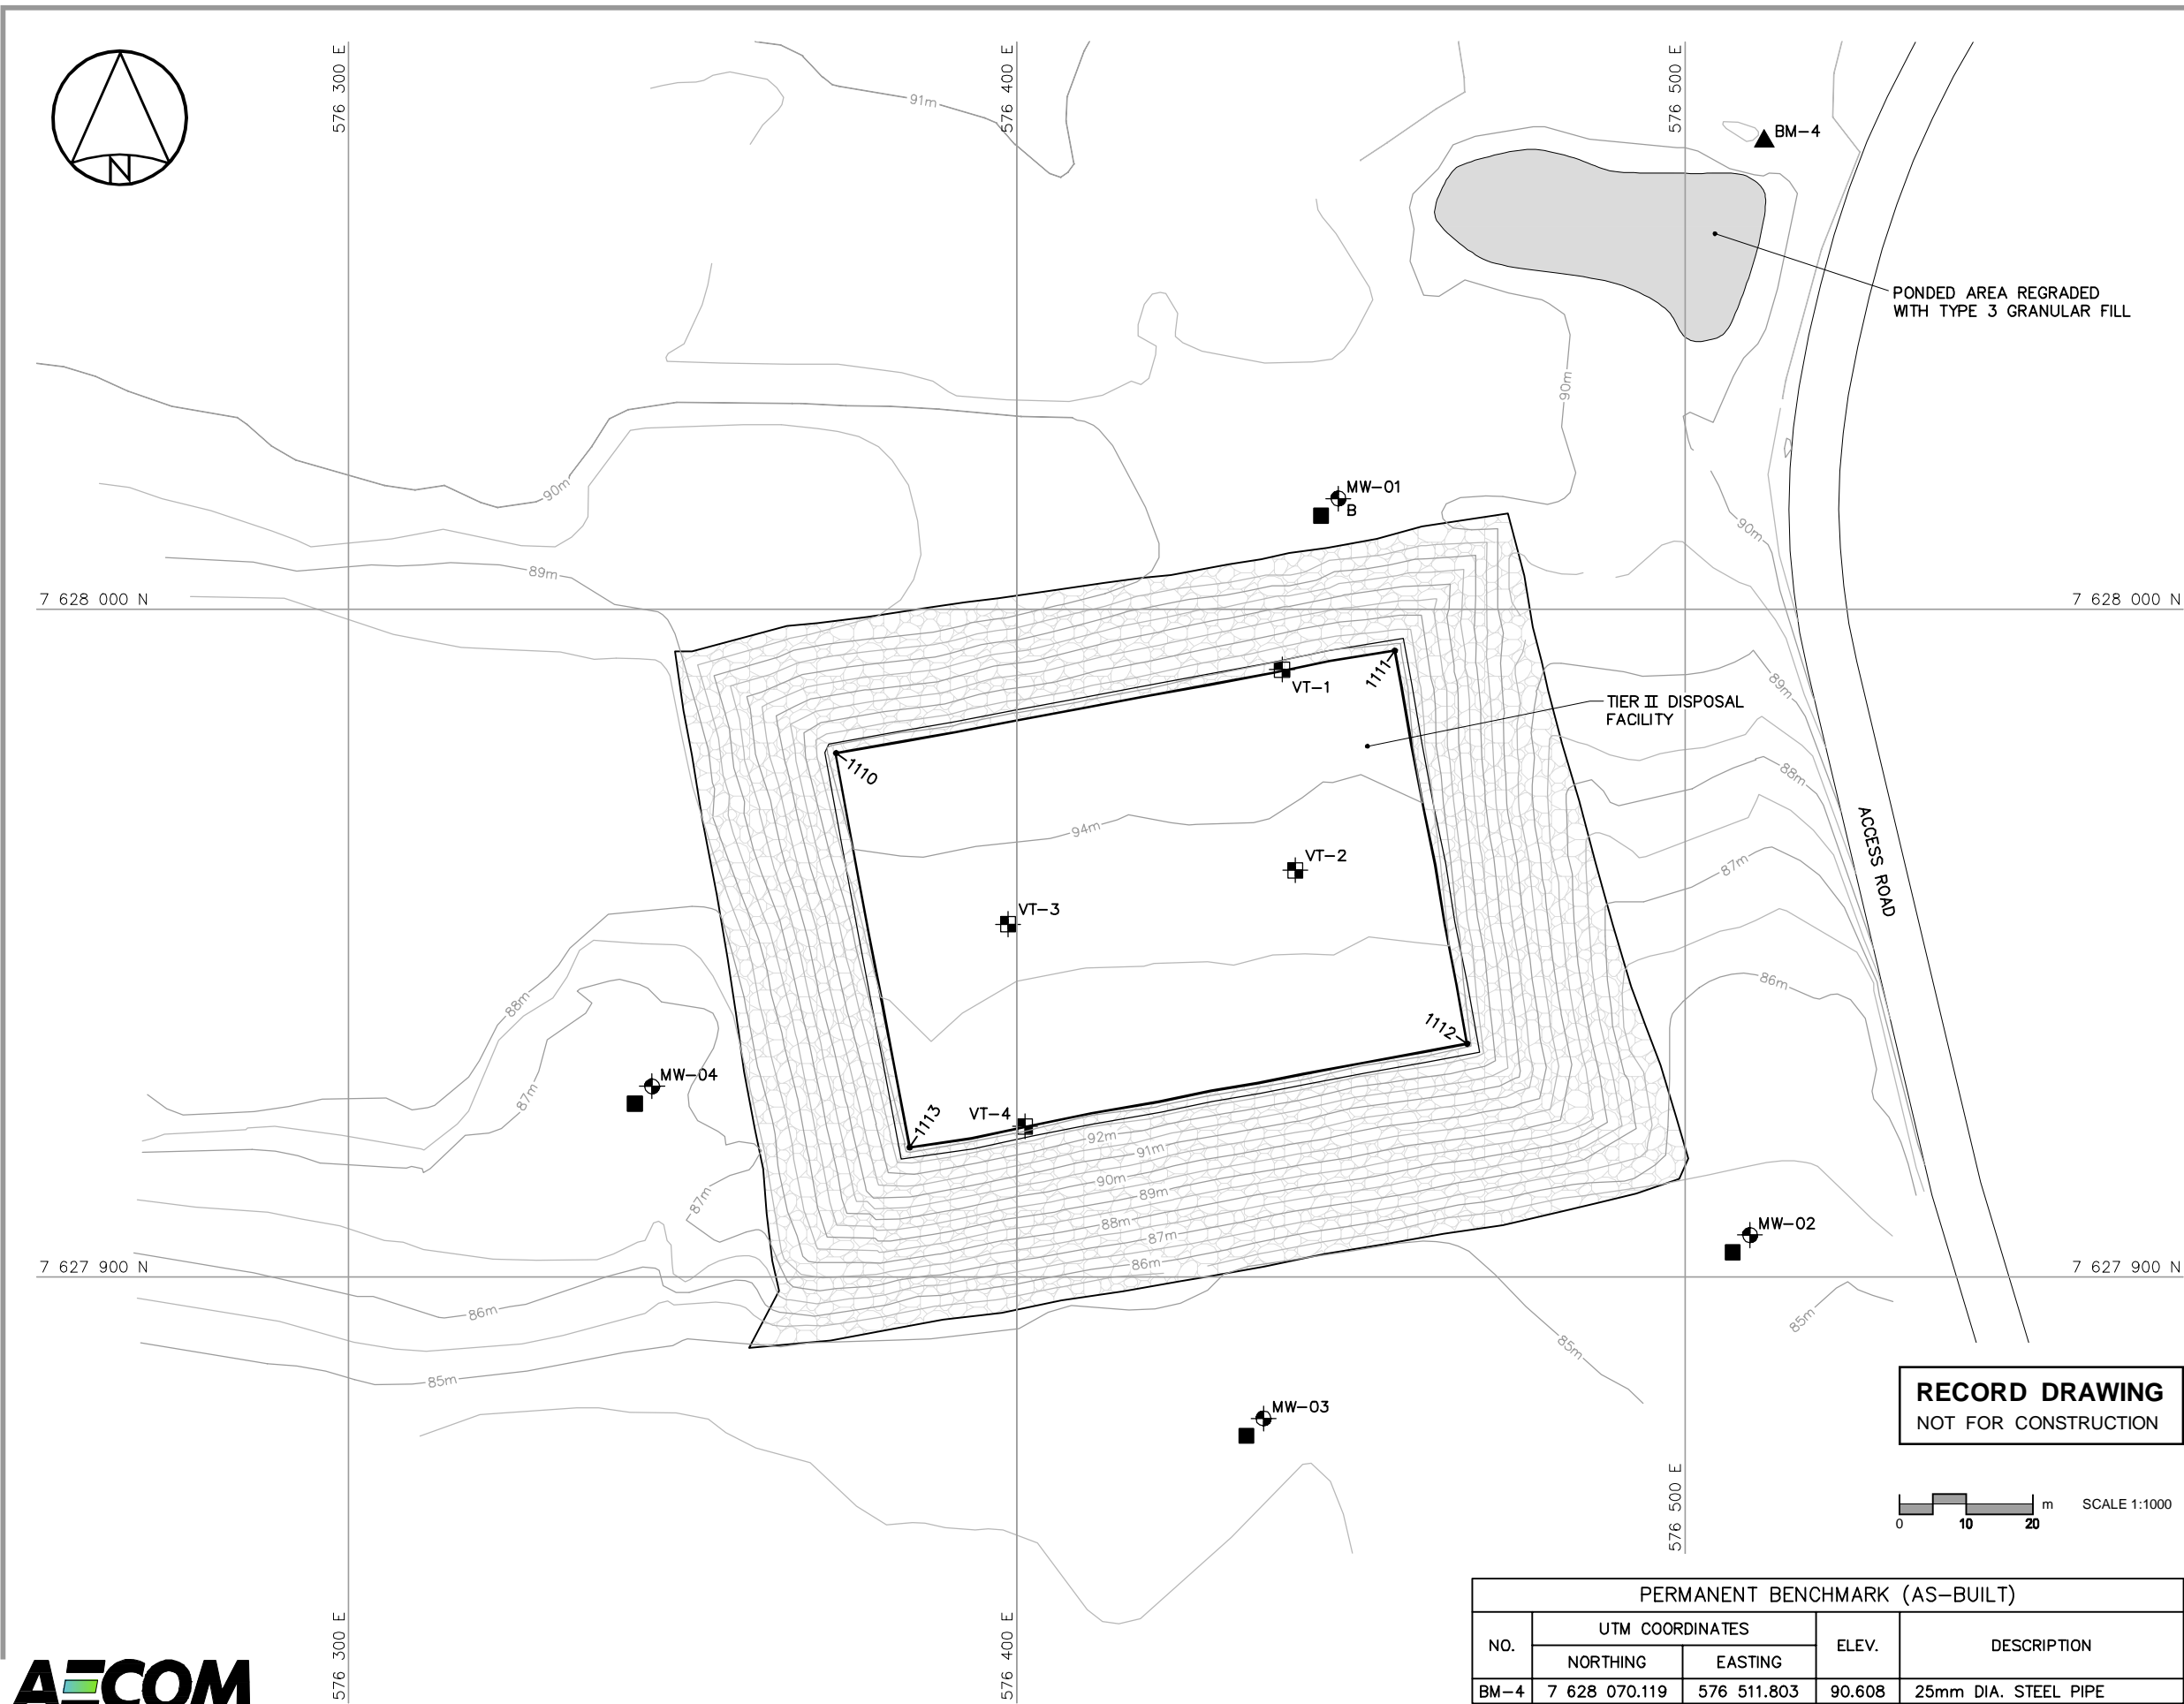 N
576 300 E
576 400 E
576 500 E
91m
BM-4
PONDED AREA REGRADED
WITH TYPE 3 GRANULAR FILL
90m
90m
MW-01
B
90m
89m
7 628 000 N
7 628 000 N
1111
VT-1
89m
TIER II DISPOSAL
FACILITY
1110
88m
94m
ACCESS ROAD
VT-2
87m
VT-3
88m
86m
1112
MW-04
87m
1113
VT-4
92m
91m
90m
89m
87m
88m
87m
86m
MW-02
7 627 900 N
7 627 900 N
86m
85m
85m
85m
MW-03
RECORD DRAWING
NOT FOR CONSTRUCTION
576 500 E
m
SCALE 1:1000
0 10 20
576 300 E
576 400 E
PERMANENT BENCHMARK (AS-BUILT)
NO.
UTM COORDINATES
ELEV.
DESCRIPTION
NORTHING
EASTING
BM-4 7 628 070.119 576 511.803 90.608 25mm DIA. STEEL PIPE
AECOM